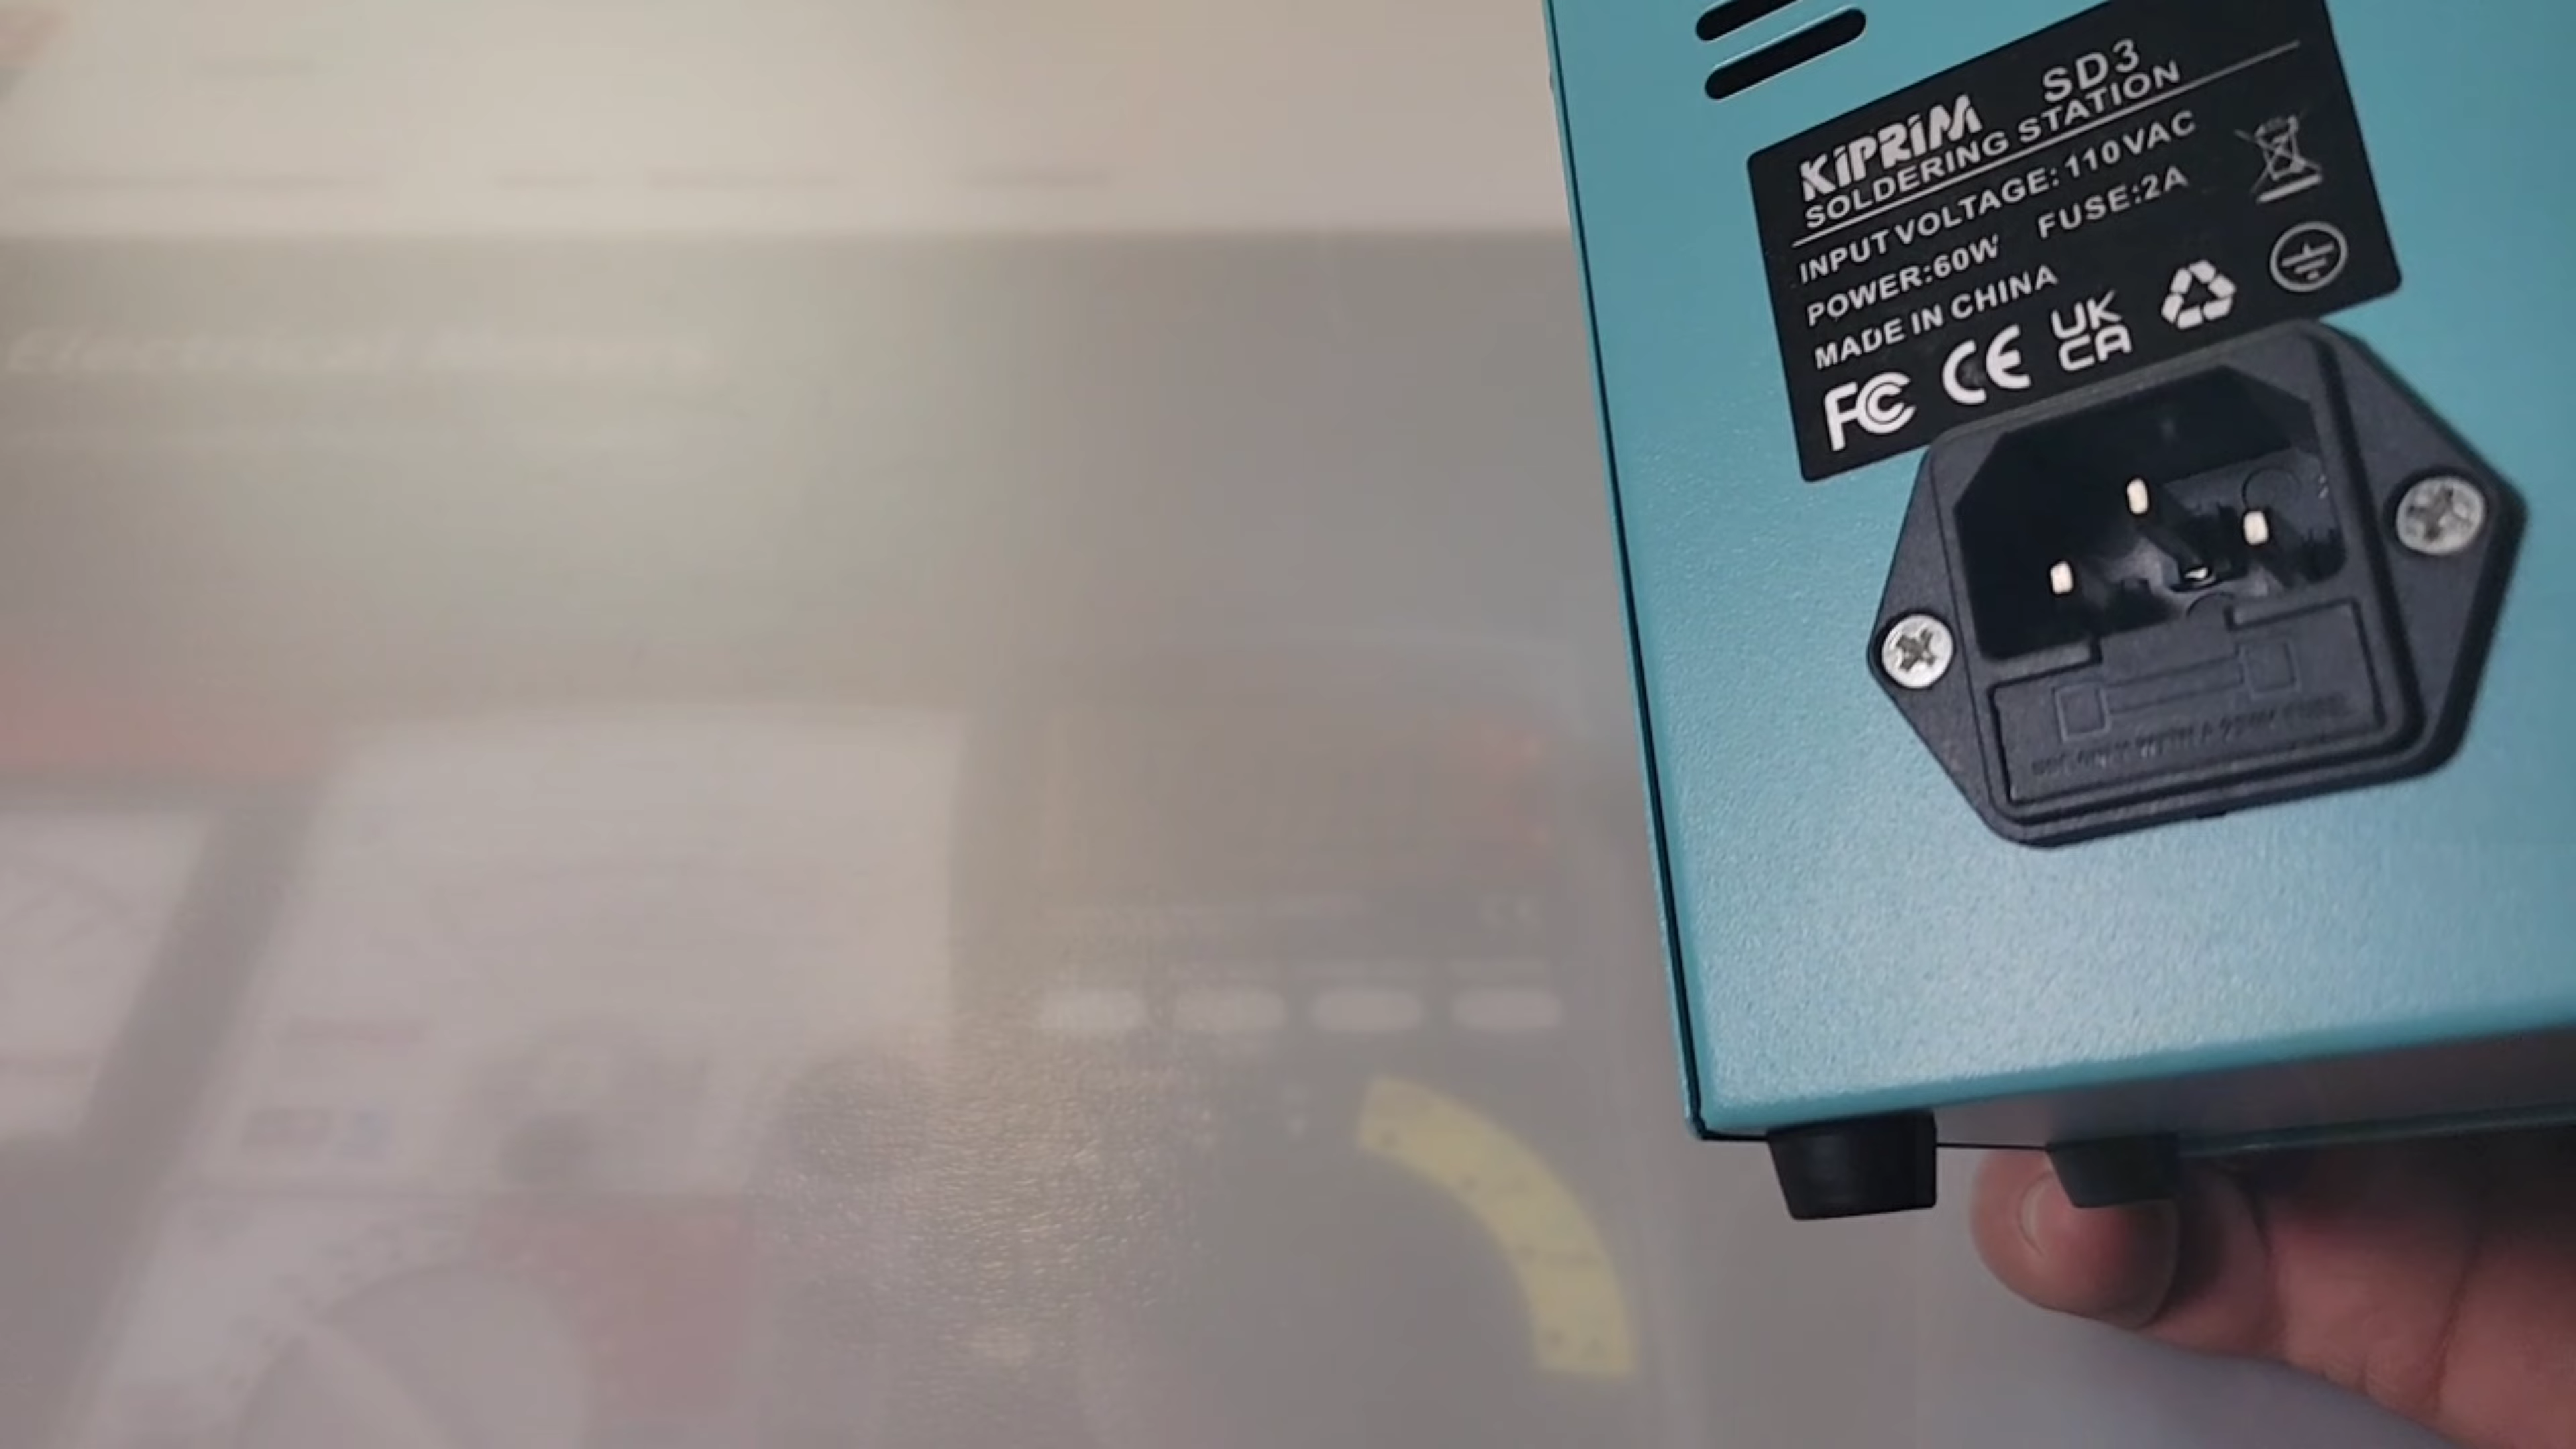 KIPRIM SD3
SOLDERING STATION
INPUT VOLTAGE: 110VAC
POWER:60W FUSE:2A
MADE IN CHINA
FC CE UK CA